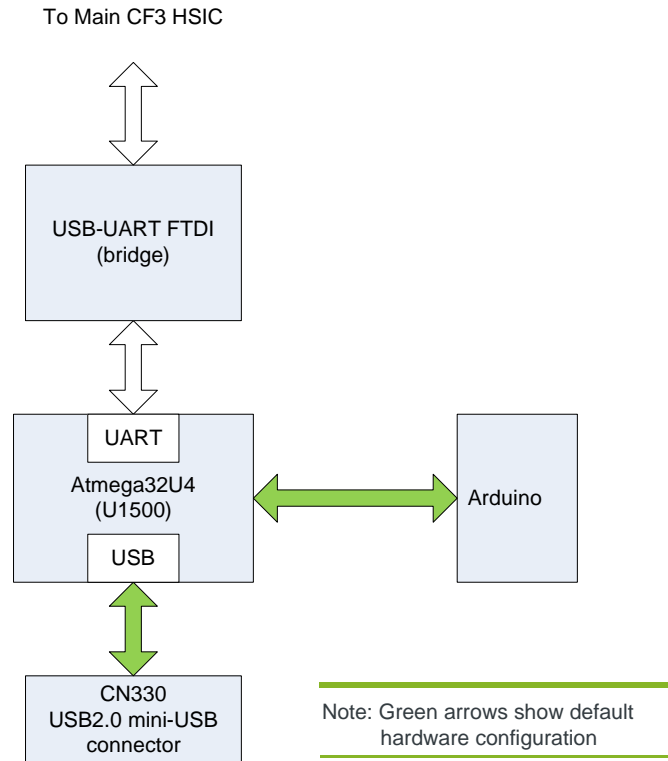 To Main CF3 HSIC
USB-UART FTDI
(bridge)
UART
Atmega32U4
(U1500)
Arduino
USB
CN330
USB2.0 mini-USB
connector
Note: Green arrows show default
hardware configuration